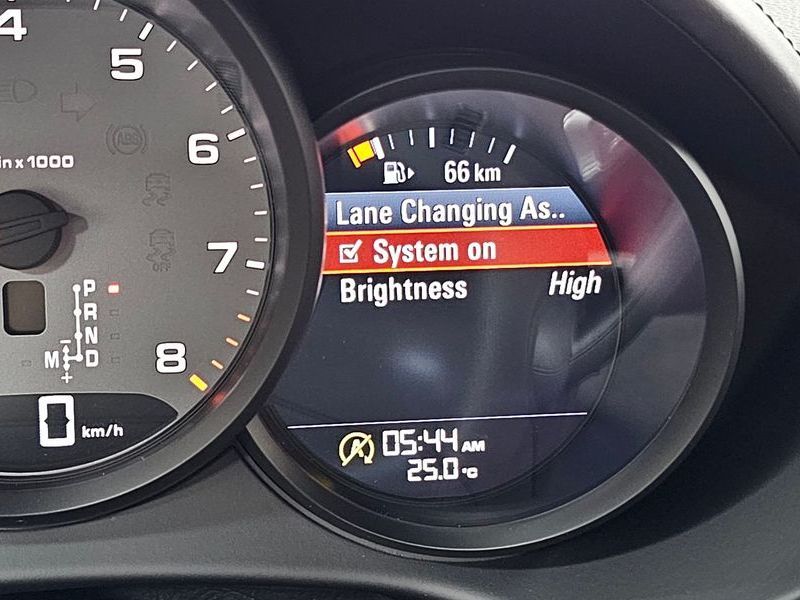 4
5
6
in x 1000
7
8
P
R
N
M D
-
+
0 km/h
66 km
Lane Changing As..
System on
Brightness High
A 05:44 AM
25.0 °C
ABS